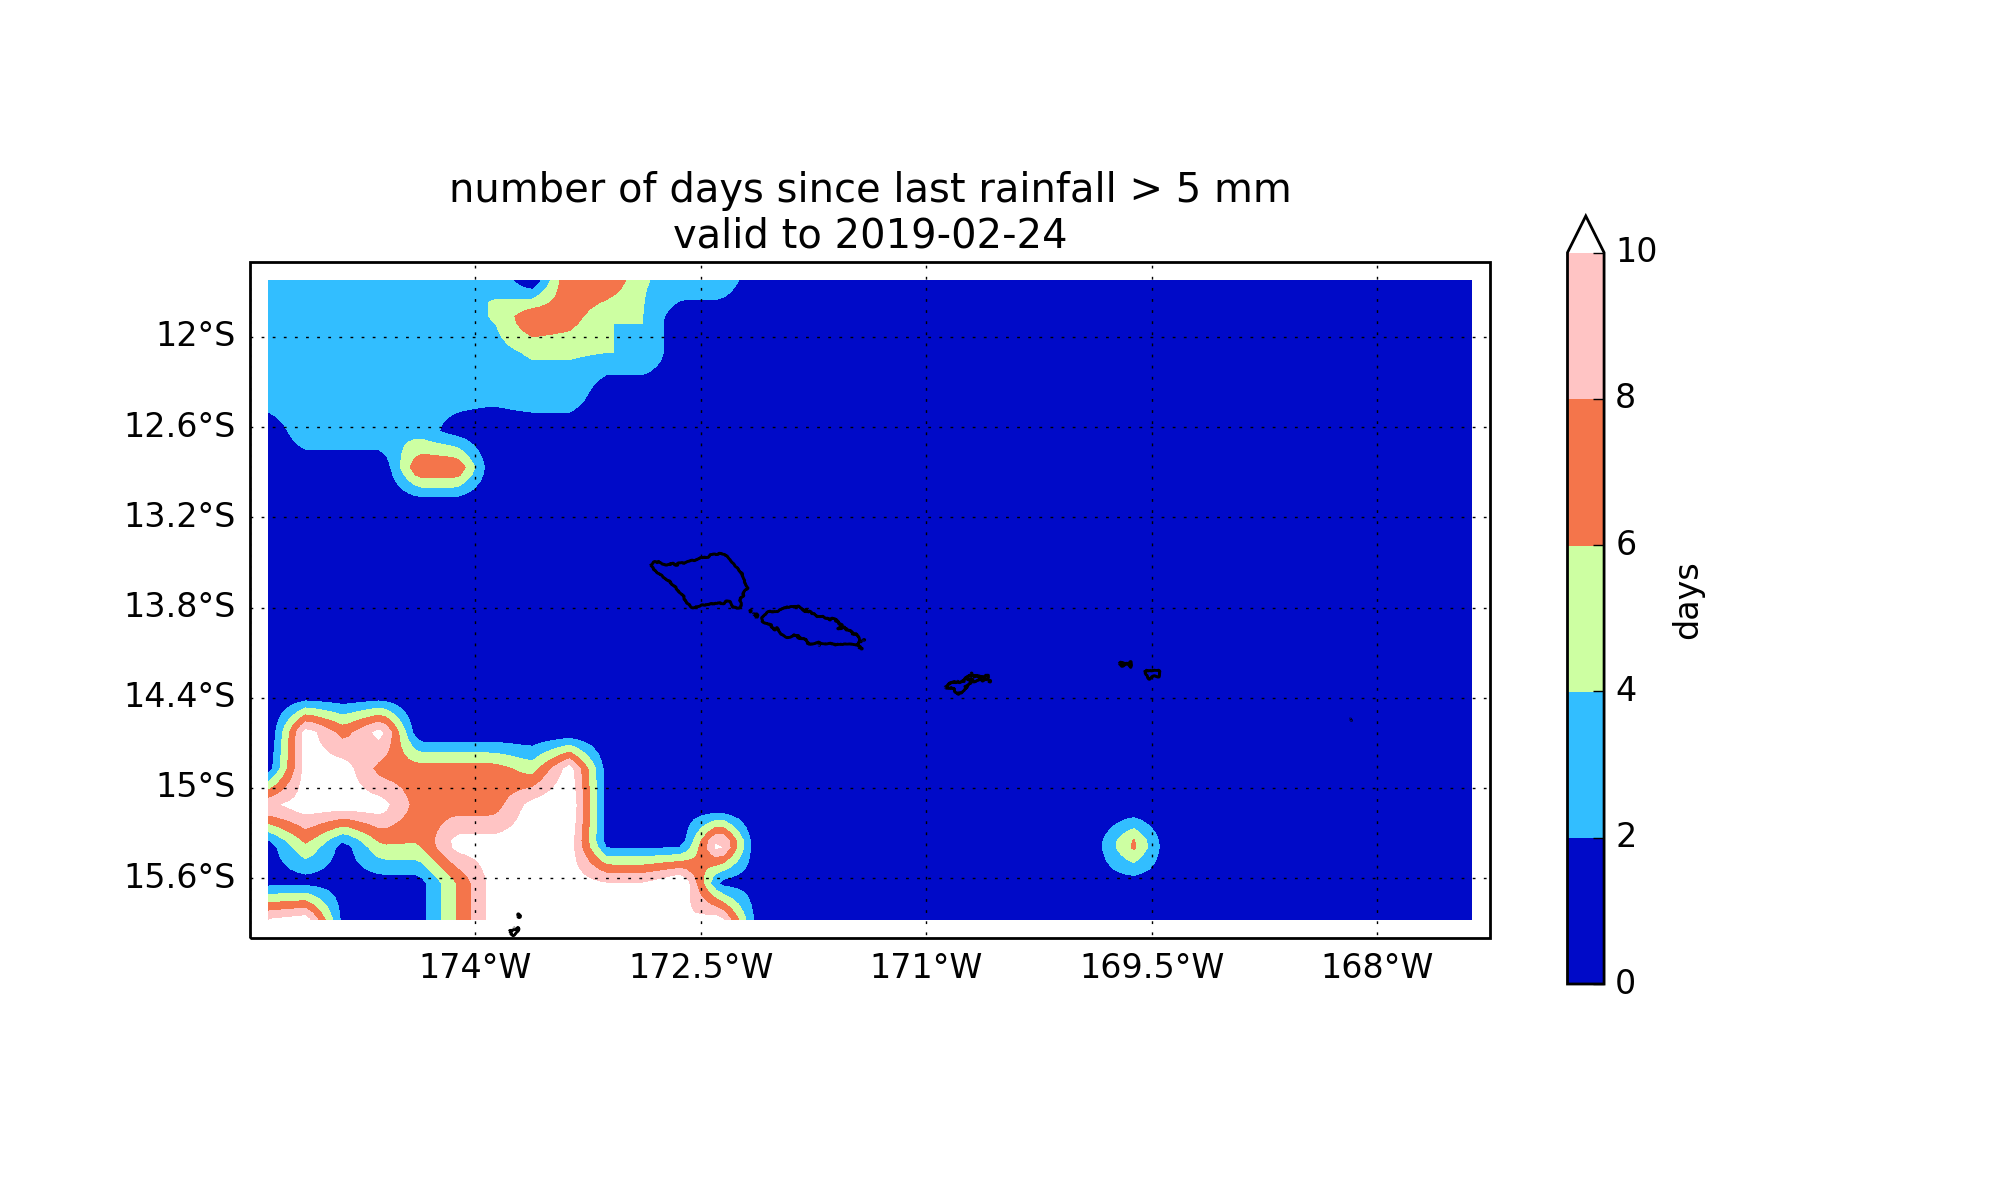 number of days since last rainfall > 5 mm
valid to 2019-02-24
12°S
12.6°S
13.2°S
13.8°S
14.4°S
15°S
15.6°S
174°W 172.5°W 171°W 169.5°W 168°W
10
8
6
4
2
0
days